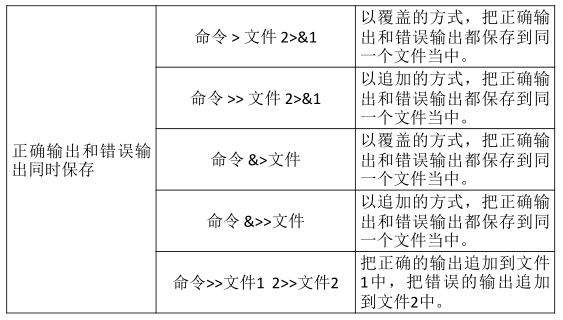 正确输出和错误输
出同时保存
命令 > 文件 2>&1
以覆盖的方式，把正确输
出和错误输出都保存到同
一个文件当中。
命令 >> 文件 2>&1
以追加的方式，把正确输
出和错误输出都保存到同
一个文件当中。
命令 &>文件
以覆盖的方式，把正确输
出和错误输出都保存到同
一个文件当中。
命令 &>>文件
以追加的方式，把正确输
出和错误输出都保存到同
一个文件当中。
命令>>文件1 2>>文件2
把正确的输出追加到文件
1中，把错误的输出追加
到文件2中。